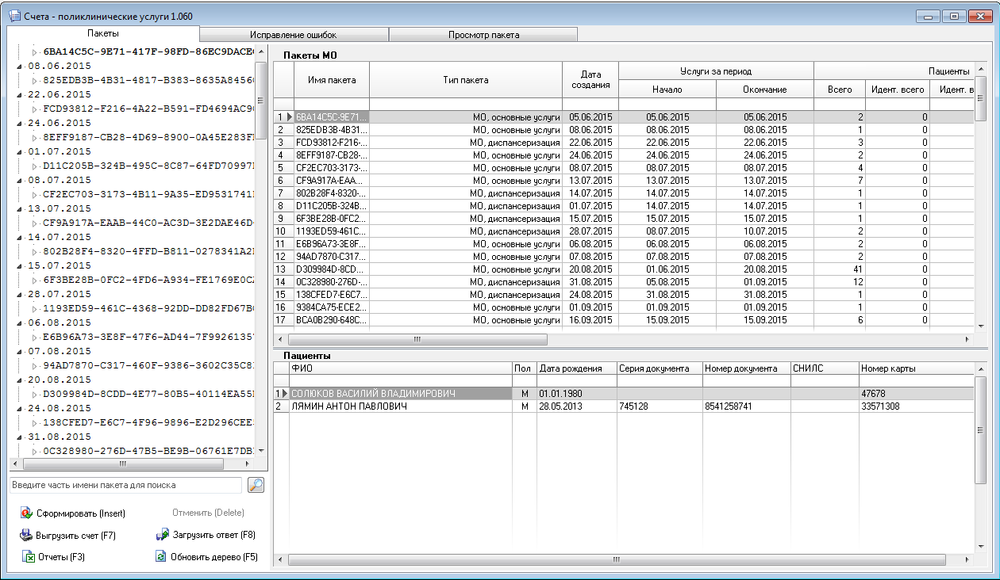 Счета - поликлинические услуги 1.060
Пакеты Исправление ошибок Просмотр пакета
6BA14C5C-9E71-417F-98FD-86EC9DACE
08.06.2015
825EDB3B-4B31-4817-B383-8635A8456
22.06.2015
FCD93812-F216-4A22-B591-FD4694AC9
24.06.2015
8EFF9187-CB28-4D69-8900-0A45E283F
01.07.2015
D11C205B-324B-495C-8C87-64FD70997
08.07.2015
CF2EC703-3173-4B11-9A35-ED9531741
13.07.2015
CF9A917A-EAAB-44C0-AC3D-3E2DAE46D
14.07.2015
802B28F4-8320-4FFD-B811-0278341A2
15.07.2015
6F3BE28B-0FC2-4FD6-A934-FE1769E0C
28.07.2015
1193ED59-461C-4368-92DD-DD82FD67B
06.08.2015
E6B96A73-3E8F-47F6-AD44-7F9926135
07.08.2015
94AD7870-C317-460F-9386-3602C35C8
20.08.2015
D309984D-8CDD-4E77-80B5-40114EA55
24.08.2015
138CFED7-E6C7-4F96-9896-E2D296CEE
31.08.2015
0C328980-276D-47B5-BE9B-06761E7DB
Введите часть имени пакета для поиска
Сформировать (Insert) Отменить (Delete)
Выгрузить счет (F7) Загрузить ответ (F8)
Отчеты (F3) Обновить дерево (F5)
Пакеты МО
Имя пакета Тип пакета Дата создания Услуги за период Пациенты
Начало Окончание Всего Идент. всего Идент. в
1 6BA14C5C-9E71... МО, основные услуги 05.06.2015 05.06.2015 05.06.2015 2 0
2 825EDB3B-4B31... МО, основные услуги 08.06.2015 08.06.2015 08.06.2015 1 0
3 FCD93812-F216-... МО, диспансеризация 22.06.2015 22.06.2015 22.06.2015 3 0
4 8EFF9187-CB28-... МО, основные услуги 24.06.2015 24.06.2015 24.06.2015 2 0
5 CF2EC703-3173-... МО, основные услуги 08.07.2015 08.07.2015 08.07.2015 4 0
6 CF9A917A-EAA... МО, основные услуги 13.07.2015 13.07.2015 13.07.2015 7 0
7 802B28F4-8320-... МО, диспансеризация 14.07.2015 14.07.2015 14.07.2015 1 0
8 D11C205B-324B... МО, основные услуги 01.07.2015 14.07.2015 14.07.2015 1 0
9 6F3BE28B-0FC2... МО, диспансеризация 15.07.2015 15.07.2015 15.07.2015 1 0
10 1193ED59-461C... МО, диспансеризация 28.07.2015 08.07.2015 10.07.2015 2 0
11 E6B96A73-3E8F... МО, основные услуги 06.08.2015 06.08.2015 06.08.2015 2 0
12 94AD7870-C317... МО, основные услуги 07.08.2015 07.08.2015 07.08.2015 2 0
13 D309984D-8CD... МО, основные услуги 20.08.2015 01.06.2015 20.08.2015 41 0
14 0C328980-276D-... МО, диспансеризация 31.08.2015 05.08.2015 01.09.2015 12 0
15 138CFED7-E6C7... МО, диспансеризация 24.08.2015 31.08.2015 31.08.2015 1 0
16 9384CA75-ECE2... МО, основные услуги 01.09.2015 01.09.2015 01.09.2015 1 0
17 BCA0B290-648C... МО, основные услуги 16.09.2015 15.09.2015 15.09.2015 6 0
Пациенты
ФИО Пол Дата рождения Серия документа Номер документа СНИЛС Номер карты
1 СОЛЮКОВ ВАСИЛИЙ ВЛАДИМИРОВИЧ М 01.01.1980 47678
2 ЛЯМИН АНТОН ПАВЛОВИЧ М 28.05.2013 745128 8541258741 33571308